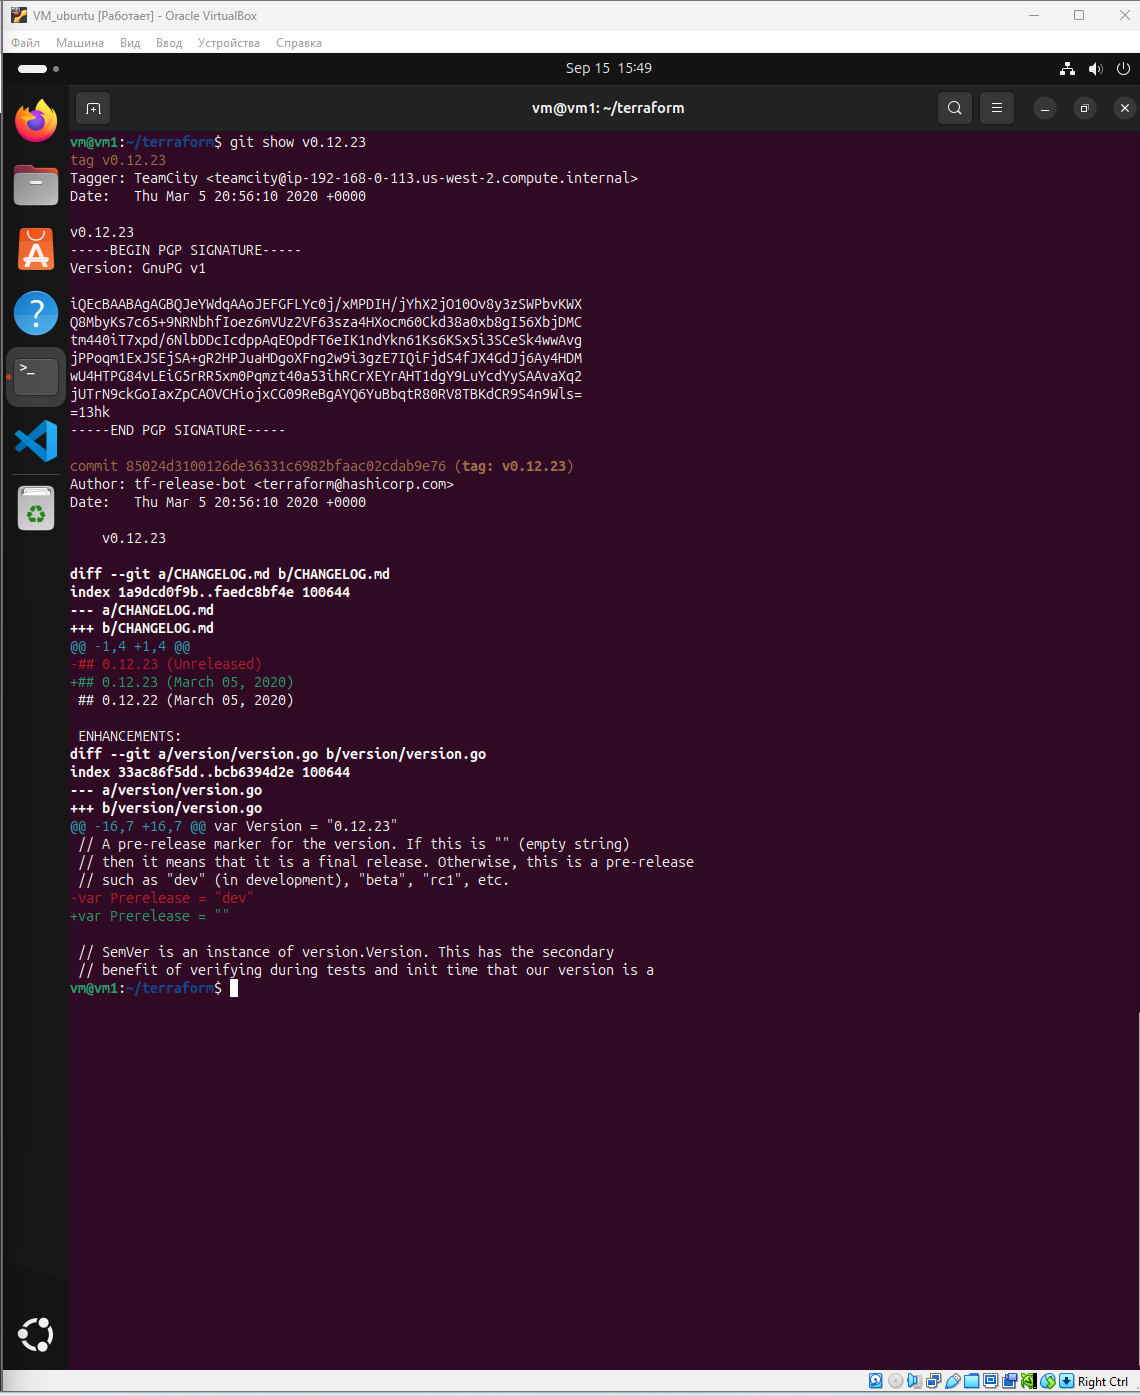 VM_ubuntu [Работает] - Oracle VirtualBox
Файл Машина Вид Ввод Устройства Справка
Sep 15 15:49
vm@vm1: ~/terraform
vm@vm1:~/terraform$ git show v0.12.23
tag v0.12.23
Tagger: TeamCity <teamcity@ip-192-168-0-113.us-west-2.compute.internal>
Date:   Thu Mar 5 20:56:10 2020 +0000
v0.12.23
-----BEGIN PGP SIGNATURE-----
Version: GnuPG v1
iQEcBAABAgAGBQJeYWdqAAoJEFGFLYc0j/xMPDIH/jYhX2jO10Ov8y3zSWPbvKWX
Q8MbyKs7c65+9NRNbhfIoez6mVUz2VF63sza4HXocm60Ckd38a0xb8gI56XbjDMC
tm440iT7xpd/6NlbDDcIcdppAqEOpdFT6eIK1ndYkn61Ks6KSx5i3SCeSk4wwAvg
jPPoqm1ExJSEjSA+gR2HPJuaHDgoXFng2w9i3gzE7IQiFjdS4fJX4GdJj6Ay4HDM
wU4HTPG84vLEiG5rRR5xm0Pqmzt40a53ihRCrXEYrAHT1dgY9LuYcdYySAAvaXq2
jUTrN9ckGoIaxZpCAOVCHiojxCG09ReBgAYQ6YuBbqtR80RV8TBKdCR9S4n9Wls=
=13hk
-----END PGP SIGNATURE-----
commit 85024d3100126de36331c6982bfaac02cdab9e76 (tag: v0.12.23)
Author: tf-release-bot <terraform@hashicorp.com>
Date:   Thu Mar 5 20:56:10 2020 +0000
    v0.12.23
diff --git a/CHANGELOG.md b/CHANGELOG.md
index 1a9dcd0f9b..faedc8bf4e 100644
--- a/CHANGELOG.md
+++ b/CHANGELOG.md
@@ -1,4 +1,4 @@
-## 0.12.23 (Unreleased)
+## 0.12.23 (March 05, 2020)
 ## 0.12.22 (March 05, 2020)
 ENHANCEMENTS:
diff --git a/version/version.go b/version/version.go
index 33ac86f5dd..bcb6394d2e 100644
--- a/version/version.go
+++ b/version/version.go
@@ -16,7 +16,7 @@ var Version = "0.12.23"
 // A pre-release marker for the version. If this is "" (empty string)
 // then it means that it is a final release. Otherwise, this is a pre-release
 // such as "dev" (in development), "beta", "rc1", etc.
-var Prerelease = "dev"
+var Prerelease = ""
 // SemVer is an instance of version.Version. This has the secondary
 // benefit of verifying during tests and init time that our version is a
vm@vm1:~/terraform$
Right Ctrl